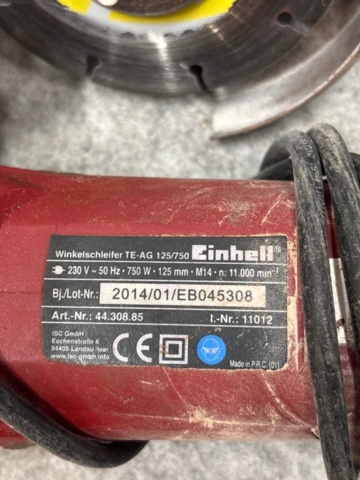 Winkelschleifer TE-AG 125/750 Einhell
230 V ~ 50 Hz • 750 W • 125 mm • M14 • n: 11.000 min⁻¹
Bj./Lot-Nr.: 2014/01/EB045308
Art.-Nr.: 44.308.85 I.-Nr.: 11012
ISC GmbH
Eschenstraße 6
94405 Landau /Isar
www.isc-gmbh.info
CE
Made in P.R.C. (01)